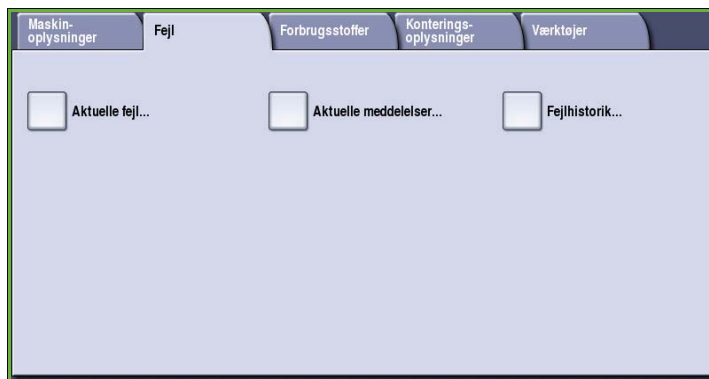 Maskin-
oplysninger
Fejl
Forbrugsstoffer
Konterings-
oplysninger
Værktøjer
Aktuelle fejl...
Aktuelle meddelelser...
Fejlhistorik...